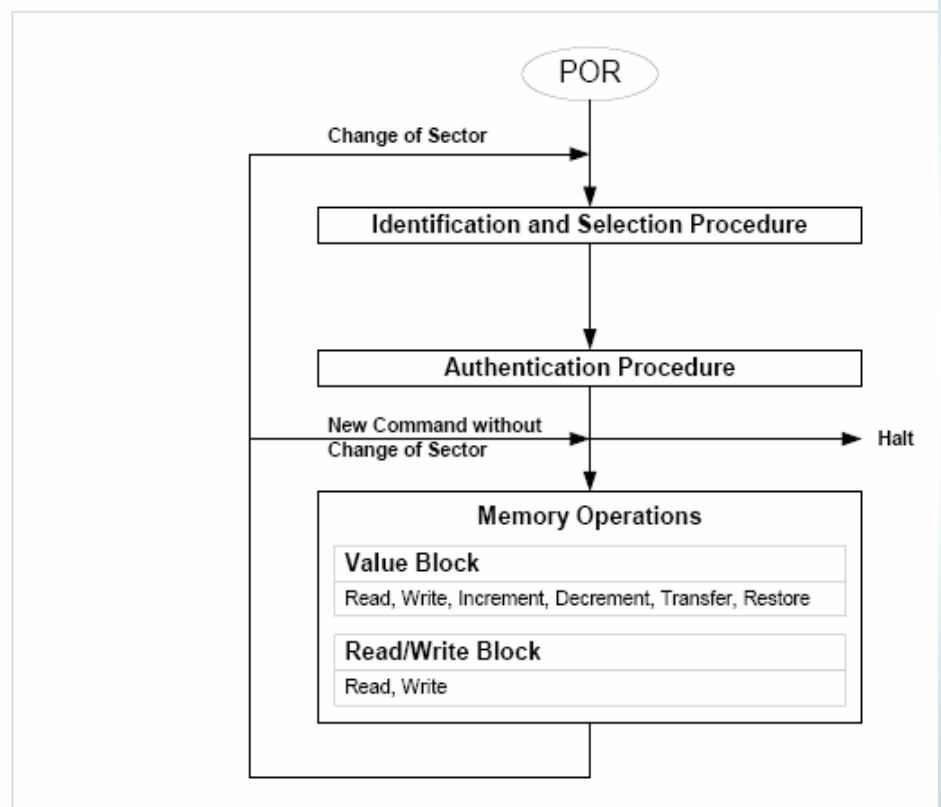 POR
Change of Sector
Identification and Selection Procedure
Authentication Procedure
New Command without
Change of Sector
Halt
Memory Operations
Value Block
Read, Write, Increment, Decrement, Transfer, Restore
Read/Write Block
Read, Write